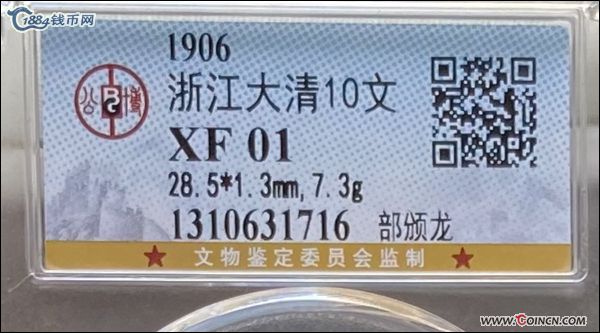 1884钱币网
1906
公 博
浙江大清10文
XF 01
28.5*1.3mm,7.3g
1310631716 部颁龙
文物鉴定委员会监制
www.COINCN.com